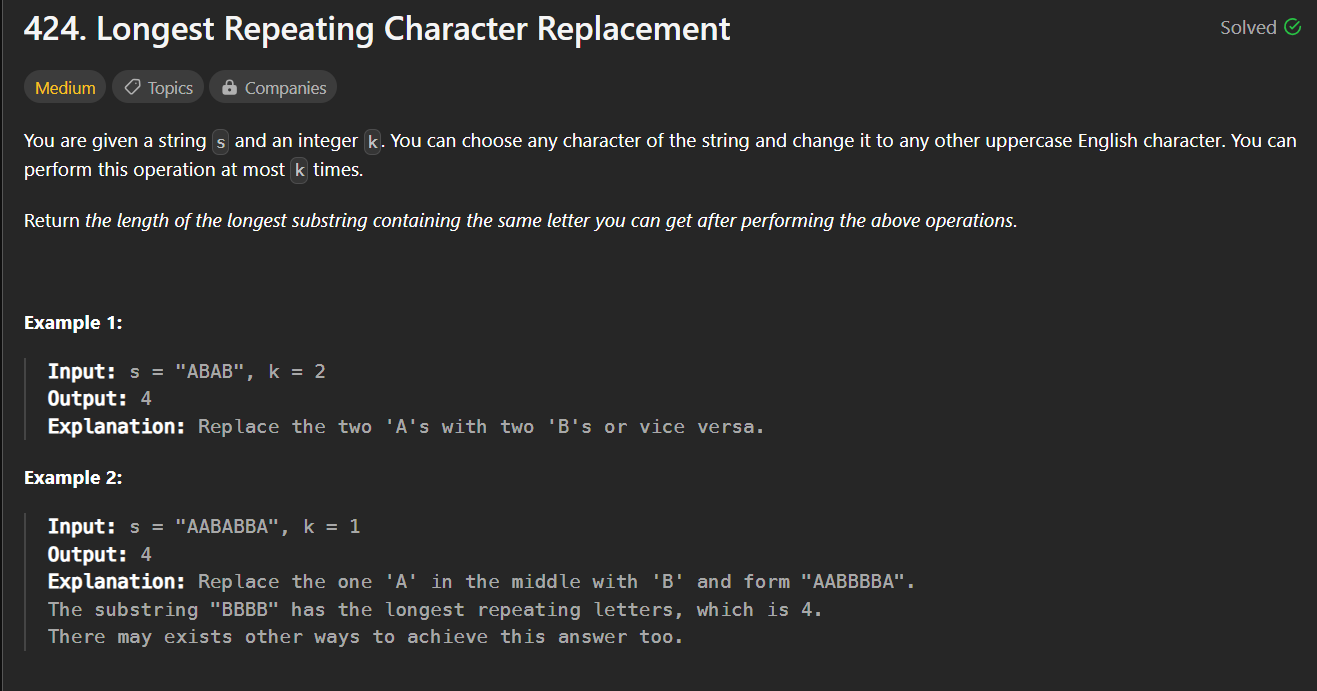 424. Longest Repeating Character Replacement
Solved
Medium Topics Companies
You are given a string s and an integer k. You can choose any character of the string and change it to any other uppercase English character. You can
perform this operation at most k times.
Return the length of the longest substring containing the same letter you can get after performing the above operations.
Example 1:
Input: s = "ABAB", k = 2
Output: 4
Explanation: Replace the two 'A's with two 'B's or vice versa.
Example 2:
Input: s = "AABABBA", k = 1
Output: 4
Explanation: Replace the one 'A' in the middle with 'B' and form "AABBBBA".
The substring "BBBB" has the longest repeating letters, which is 4.
There may exists other ways to achieve this answer too.